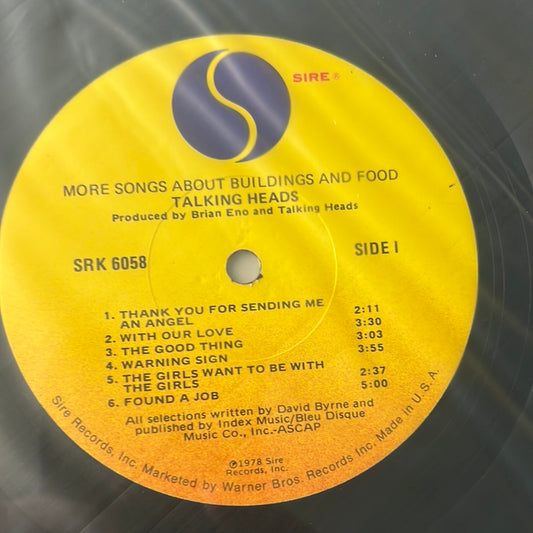 SIRE®
MORE SONGS ABOUT BUILDINGS AND FOOD
TALKING HEADS
Produced by Brian Eno and Talking Heads
SRK 6058
SIDE I
1. THANK YOU FOR SENDING ME
AN ANGEL 2:11
2. WITH OUR LOVE 3:30
3. THE GOOD THING 3:03
4. WARNING SIGN 3:55
5. THE GIRLS WANT TO BE WITH
THE GIRLS 2:37
6. FOUND A JOB 5:00
All selections written by David Byrne and
published by Index Music/Bleu Disque
Music Co., Inc.-ASCAP
℗1978 Sire
Records, Inc.
Sire Records, Inc. Marketed by Warner Bros. Records Inc. Made in U.S.A.